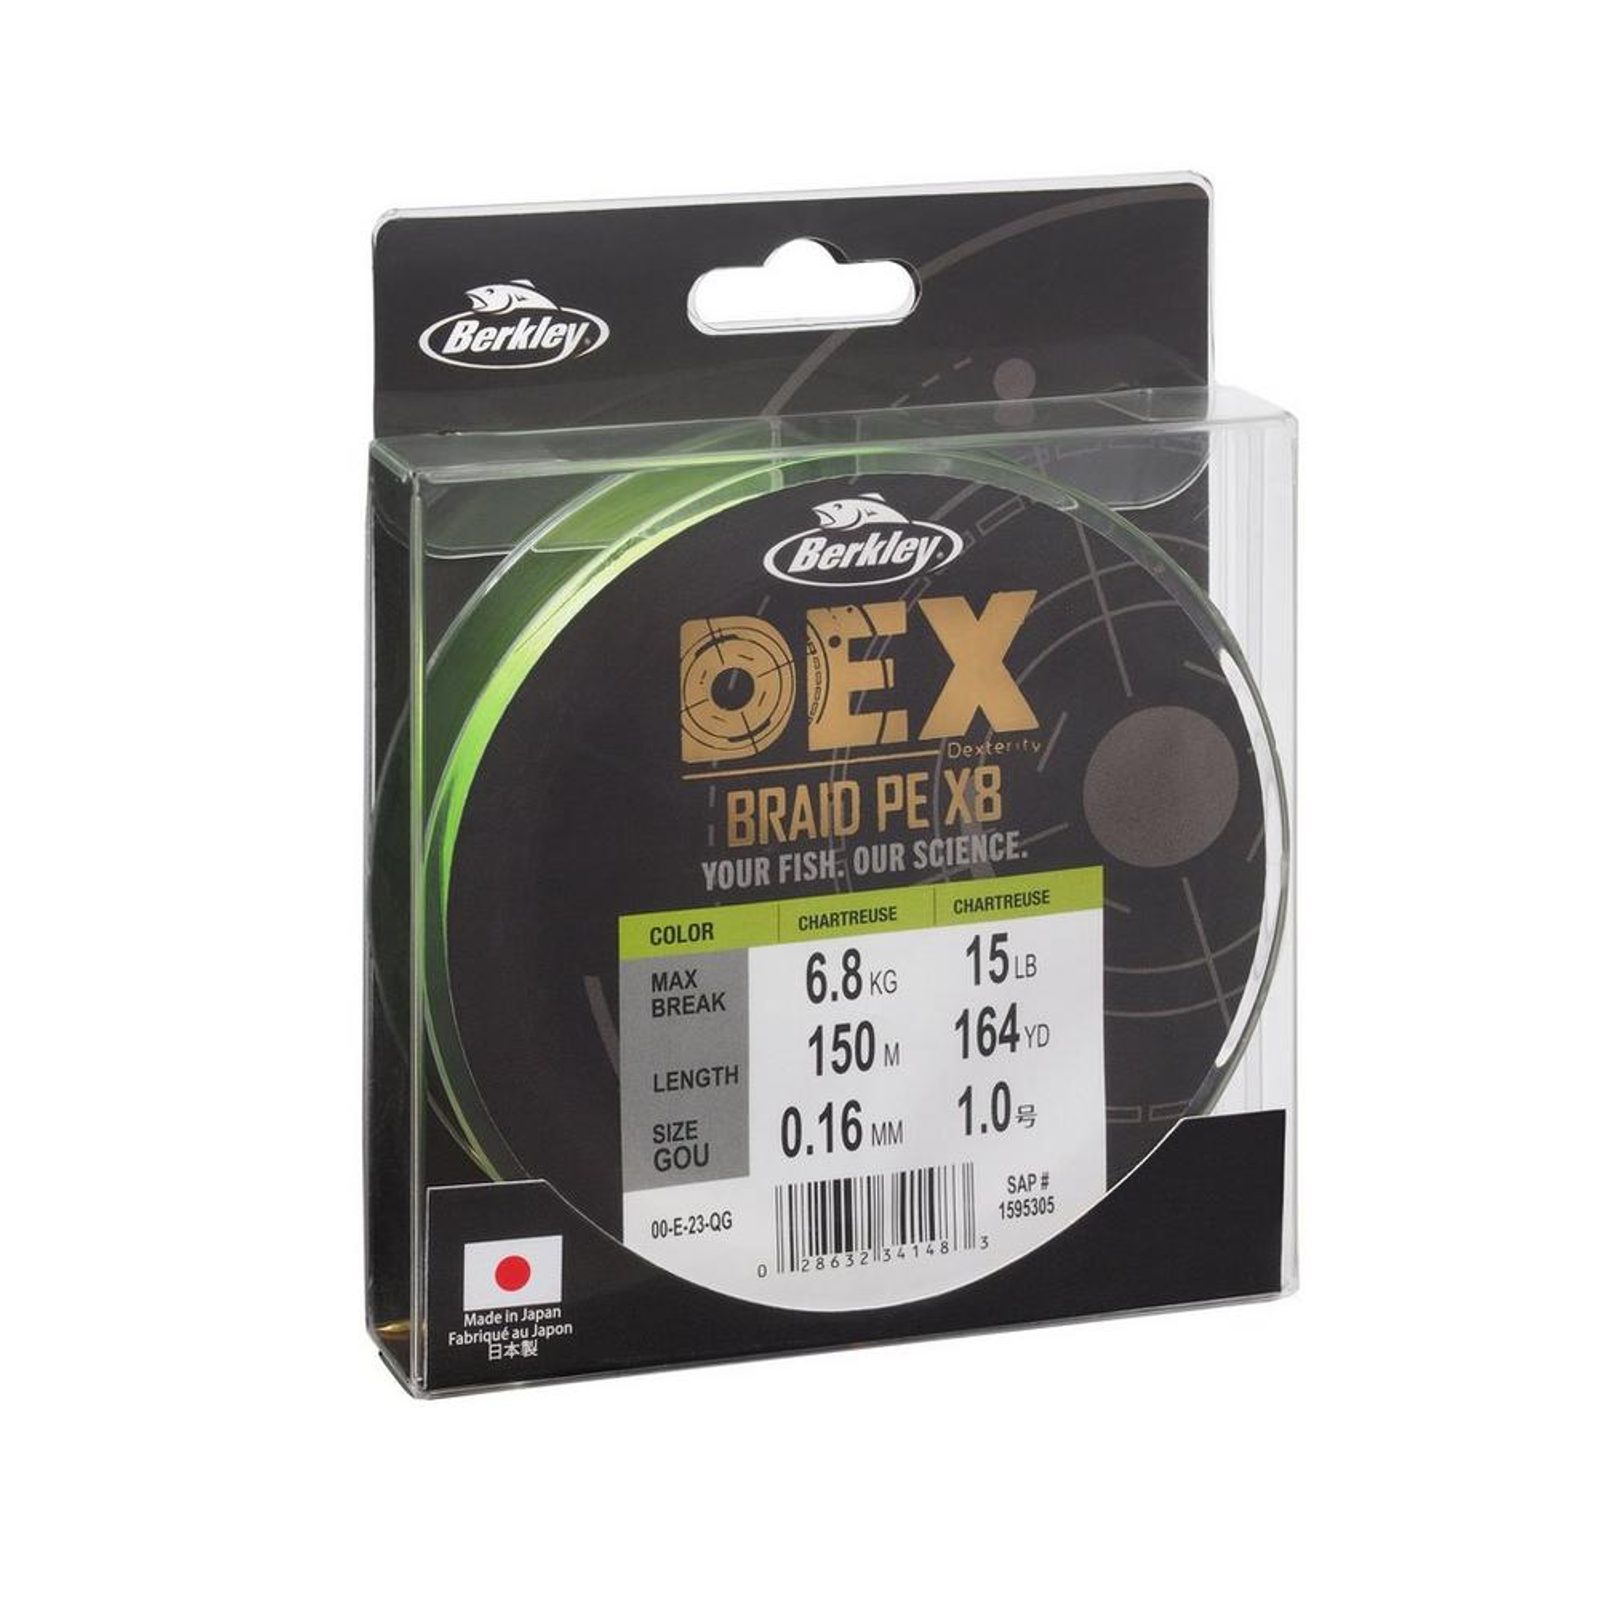 Berkley
Berkley
DEX
Dexterity
BRAID PE X8
YOUR FISH. OUR SCIENCE.
COLOR CHARTREUSE CHARTREUSE
MAX BREAK 6.8 KG 15 LB
LENGTH 150 M 164 YD
SIZE GOU 0.16 MM 1.0号
00-E-23-QG
0 28632 34148 3
SAP #
1595305
Made in Japan
Fabriqué au Japon
日本製